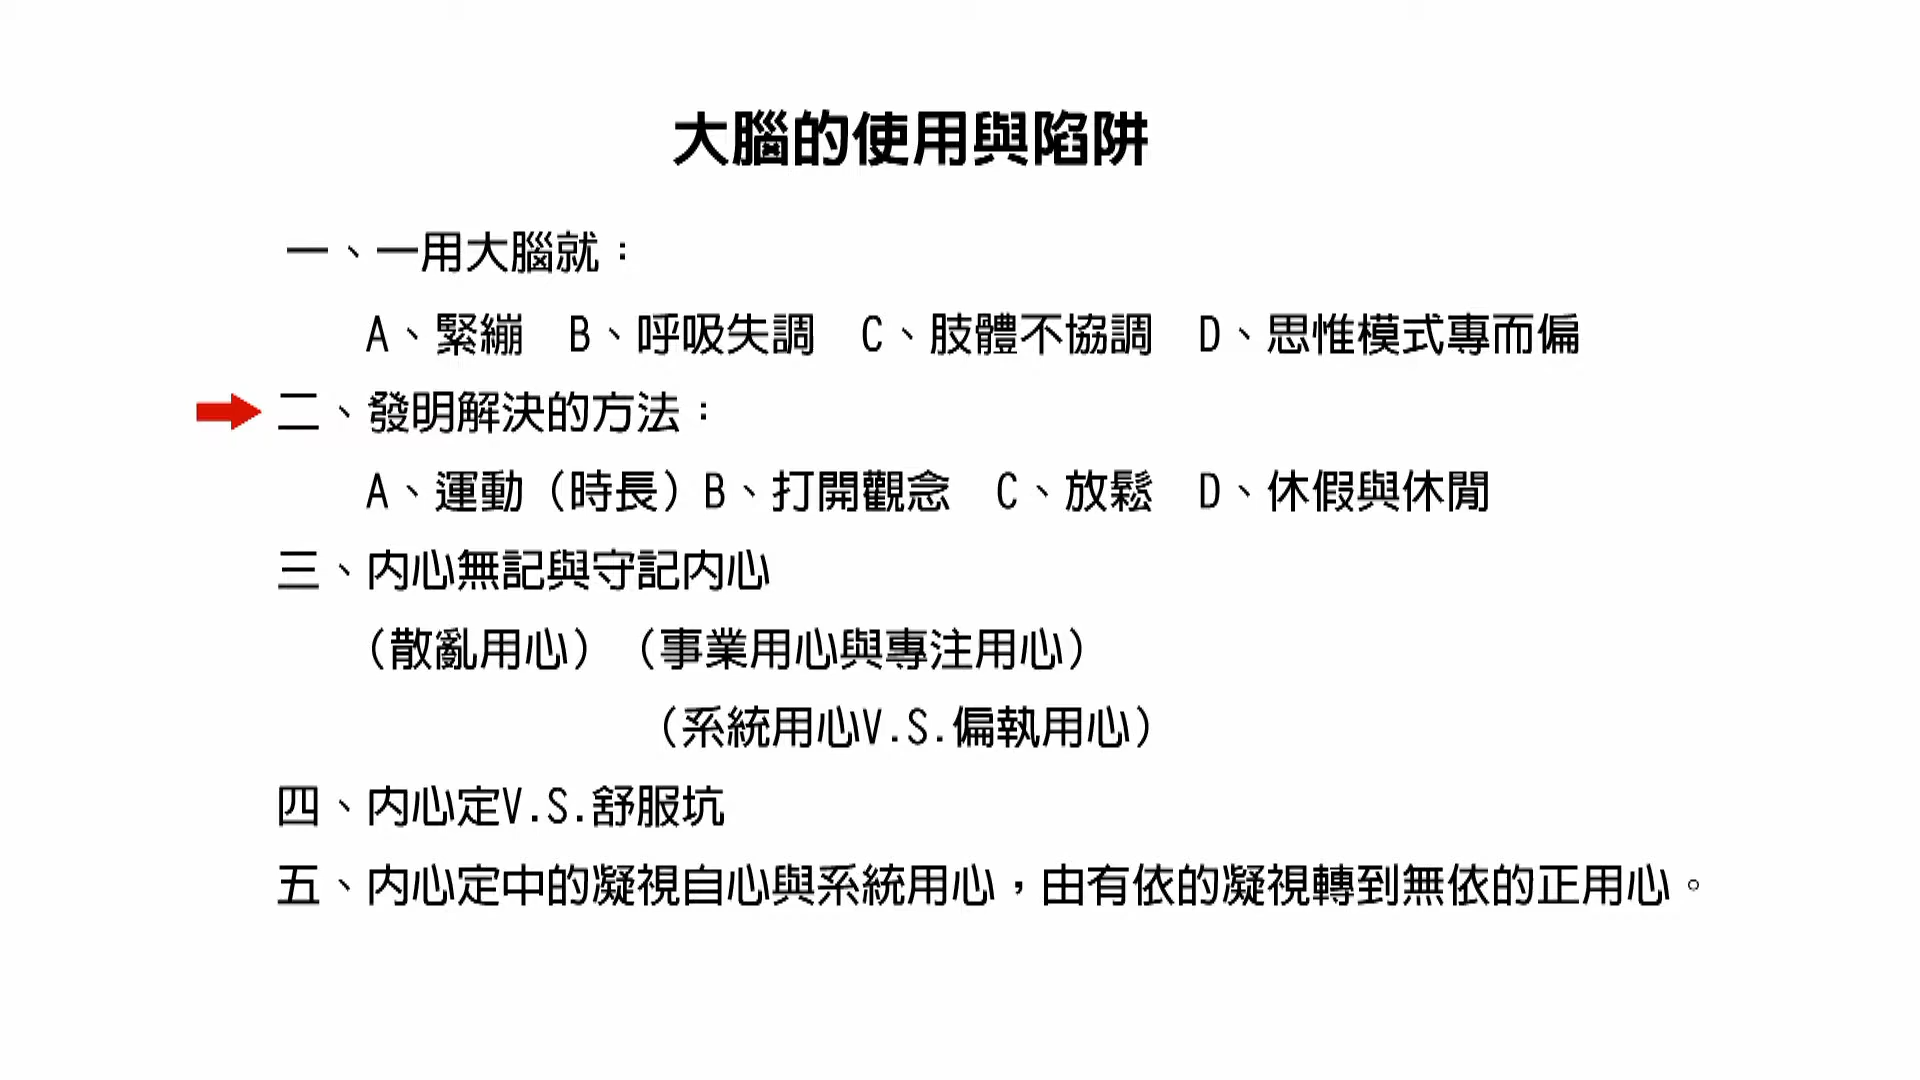 大腦的使用與陷阱
一、一用大腦就：
A、緊繃　B、呼吸失調　C、肢體不協調　D、思惟模式專而偏
二、發明解決的方法：
A、運動（時長）B、打開觀念　C、放鬆　D、休假與休閒
三、内心無記與守記内心
（散亂用心）（事業用心與專注用心）
（系統用心V.S.偏執用心）
四、内心定V.S.舒服坑
五、内心定中的凝視自心與系統用心，由有依的凝視轉到無依的正用心。